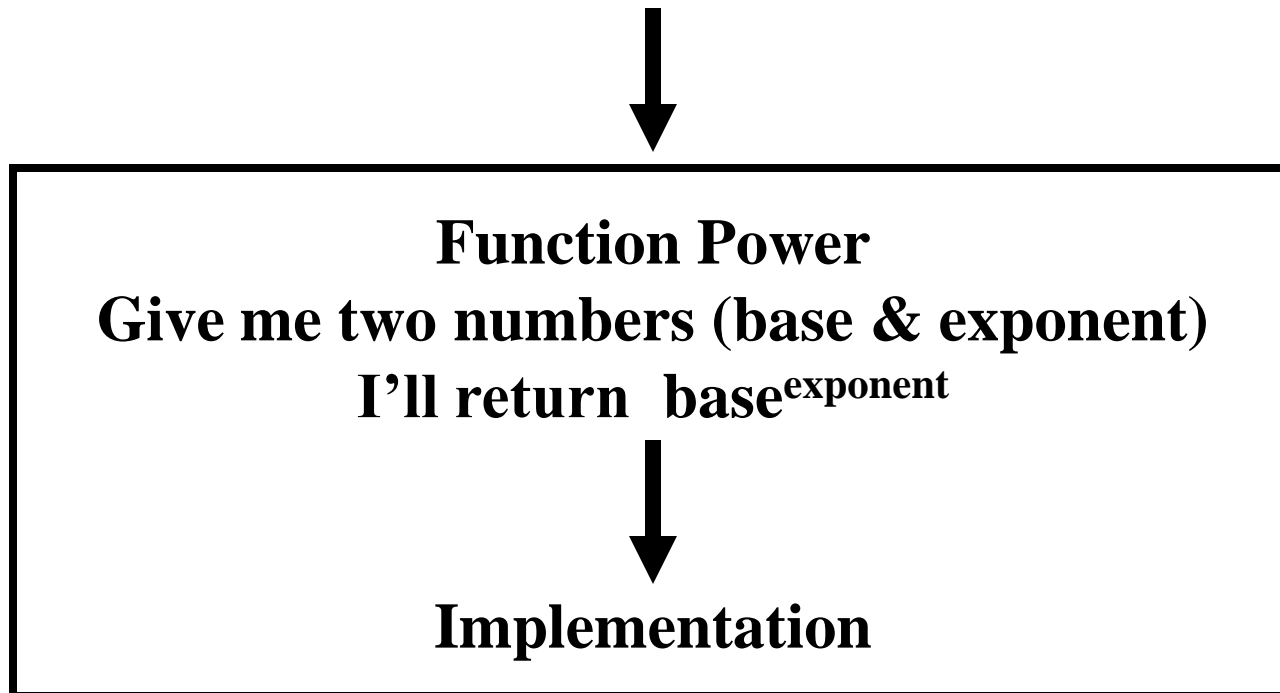 Function Power
Give me two numbers (base & exponent)
I’ll return base^exponent
Implementation